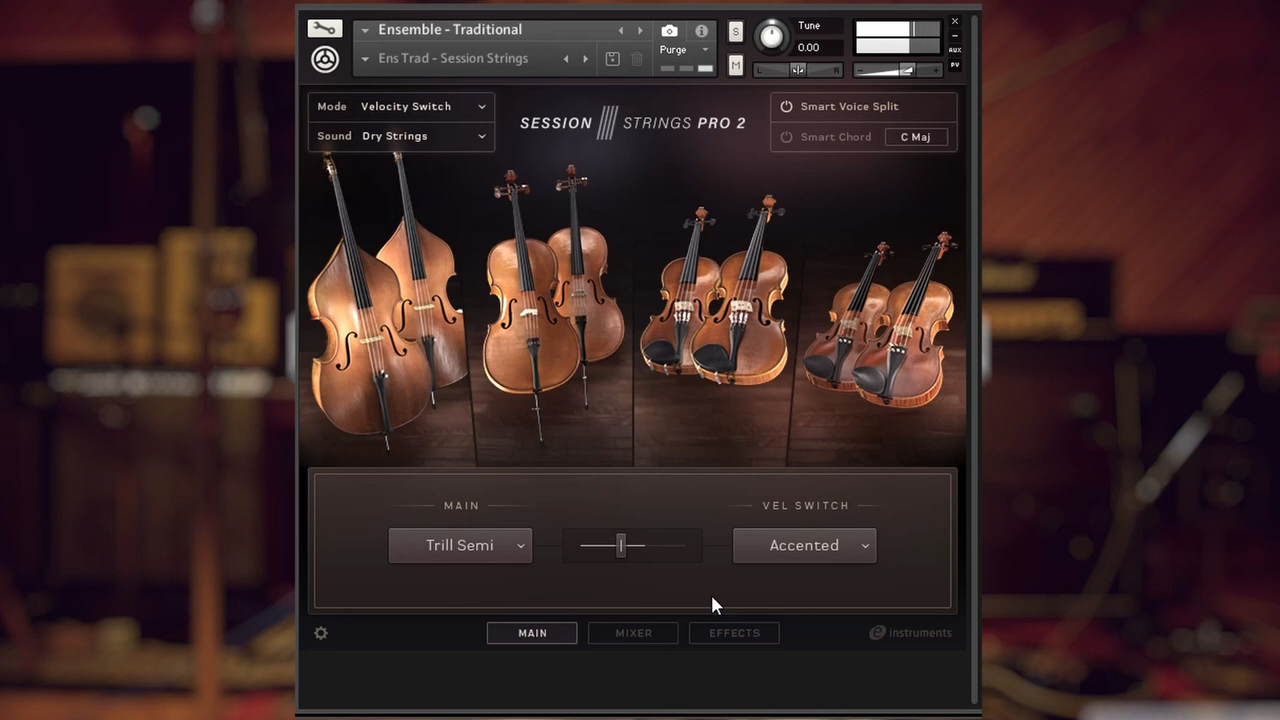 Ensemble - Traditional
Ens Trad - Session Strings
Purge
S
M
Tune
0.00
L R
AUX
PV
Mode Velocity Switch
Sound Dry Strings
SESSION STRINGS PRO 2
Smart Voice Split
Smart Chord C Maj
MAIN
VEL SWITCH
Trill Semi
Accented
MAIN MIXER EFFECTS
e instruments